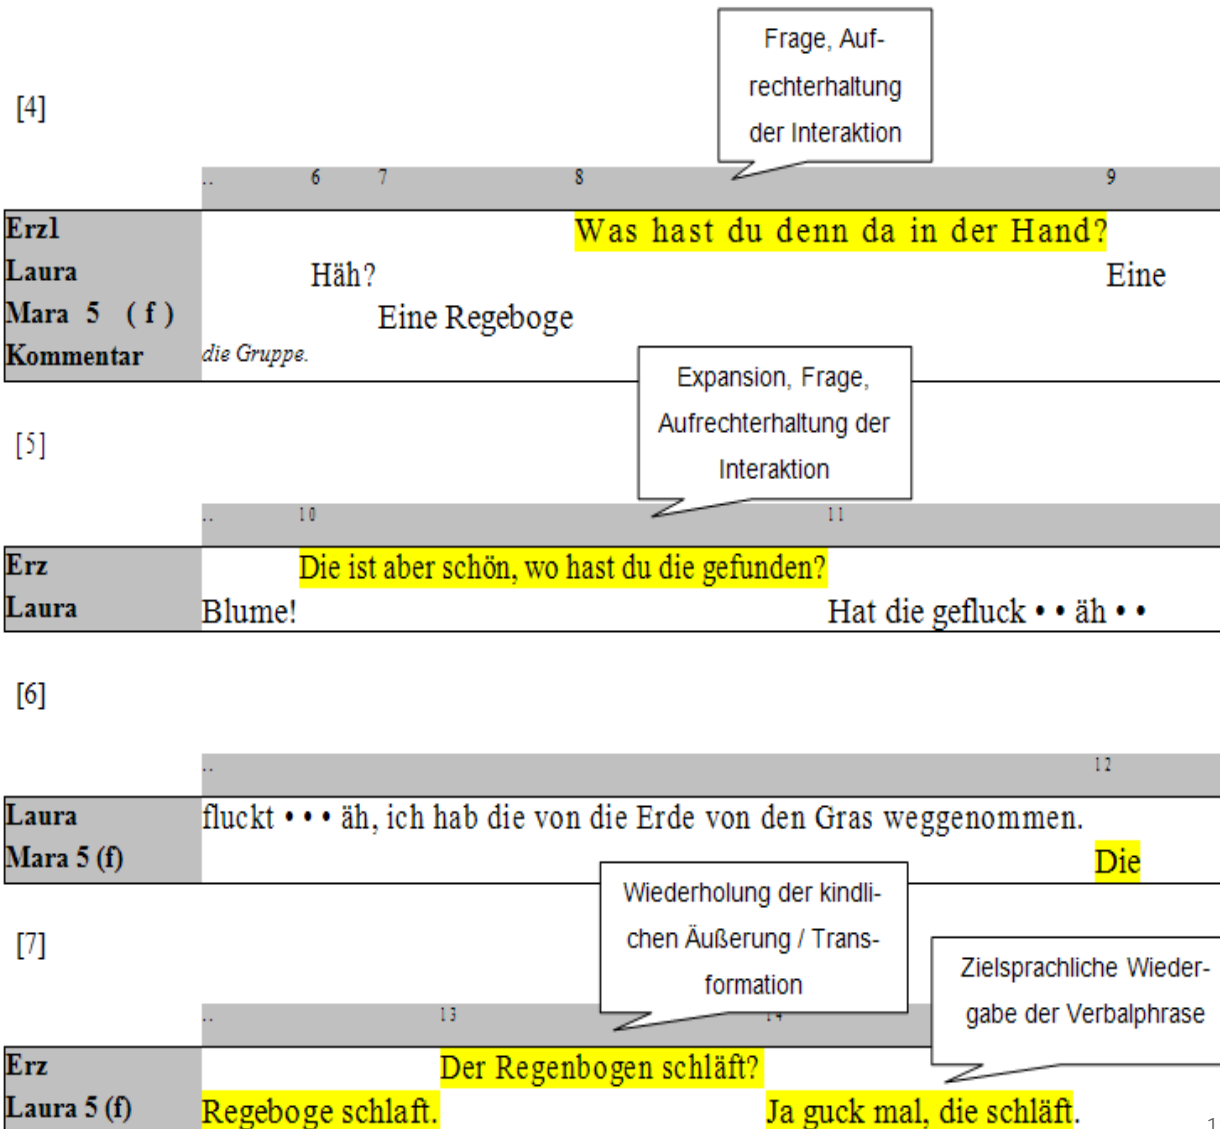 Frage, Auf-
rechterhaltung
der Interaktion
[4]
.. 6 7 8 9
Erz1 Was hast du denn da in der Hand?
Laura Häh? Eine
Mara 5 (f) Eine Regeboge
Kommentar die Gruppe.
Expansion, Frage,
Aufrechterhaltung der
Interaktion
[5]
.. 10 11
Erz Die ist aber schön, wo hast du die gefunden?
Laura Blume! Hat die gefluck • • äh • •
[6]
.. 12
Laura fluckt • • • äh, ich hab die von die Erde von den Gras weggenommen.
Mara 5 (f) Die
Wiederholung der kindli-
chen Äußerung / Trans-
formation
[7]
Zielsprachliche Wieder-
gabe der Verbalphrase
.. 13 14
Erz Der Regenbogen schläft?
Laura 5 (f) Regeboge schlaft. Ja guck mal, die schläft.
1